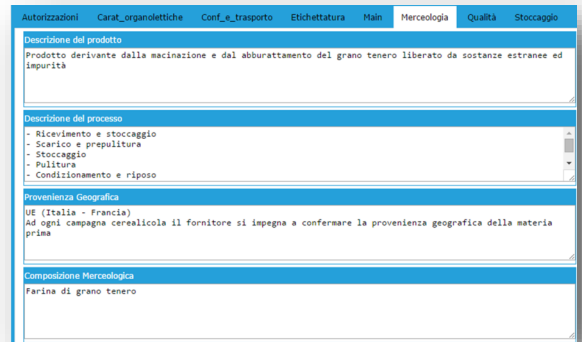 Autorizzazioni Carat_organolettiche Conf_e_trasporto Etichettatura Main Merceologia Qualità Stoccaggio
Descrizione del prodotto
Prodotto derivante dalla macinazione e dal abburattamento del grano tenero liberato da sostanze estranee ed
impurità
Descrizione del processo
- Ricevimento e stoccaggio
- Scarico e prepulitura
- Stoccaggio
- Pulitura
- Condizionamento e riposo
Provenienza Geografica
UE (Italia - Francia)
Ad ogni campagna cerealicola il fornitore si impegna a confermare la provenienza geografica della materia
prima
Composizione Merceologica
Farina di grano tenero